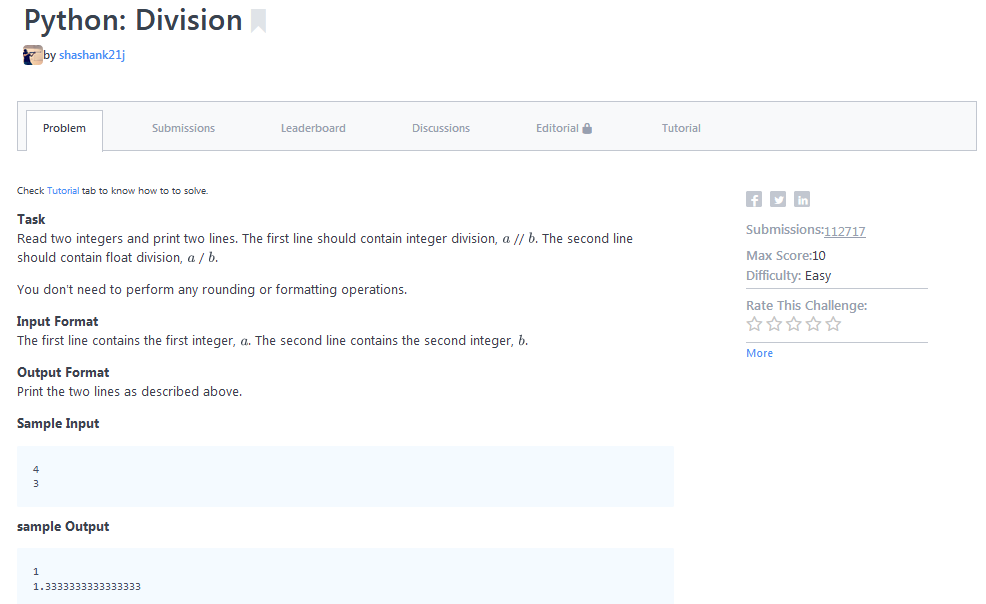 Python: Division
by shashank21j
Problem Submissions Leaderboard Discussions Editorial Tutorial
Check Tutorial tab to know how to to solve.
Task
Read two integers and print two lines. The first line should contain integer division, a // b. The second line
should contain float division, a / b.
You don't need to perform any rounding or formatting operations.
Input Format
The first line contains the first integer, a. The second line contains the second integer, b.
Output Format
Print the two lines as described above.
Sample Input
4
3
sample Output
1
1.3333333333333333
Submissions:112717
Max Score:10
Difficulty: Easy
Rate This Challenge:
More